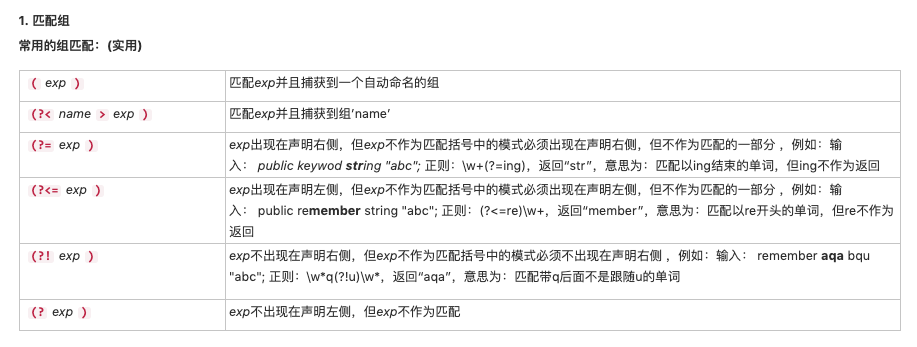 1. 匹配组
常用的组匹配：(实用)
( exp )
匹配exp并且捕获到一个自动命名的组
(?< name > exp )
匹配exp并且捕获到组‘name’
(?= exp )
exp出现在声明右侧，但exp不作为匹配括号中的模式必须出现在声明右侧，但不作为匹配的一部分 ，例如：输
入： public keywod string "abc"; 正则：\w+(?=ing)，返回“str”，意思为：匹配以ing结束的单词，但ing不作为返回
(?<= exp )
exp出现在声明左侧，但exp不作为匹配括号中的模式必须出现在声明左侧，但不作为匹配的一部分 ，例如：输
入： public remember string "abc"; 正则：(?<=re)\w+，返回“member”，意思为：匹配以re开头的单词，但re不作为
返回
(?! exp )
exp不出现在声明右侧，但exp不作为匹配括号中的模式必须不出现在声明右侧 ，例如：输入： remember aqa bqu
"abc"; 正则：\w*q(?!u)\w*，返回“aqa”，意思为：匹配带q后面不是跟随u的单词
(? exp )
exp不出现在声明左侧，但exp不作为匹配